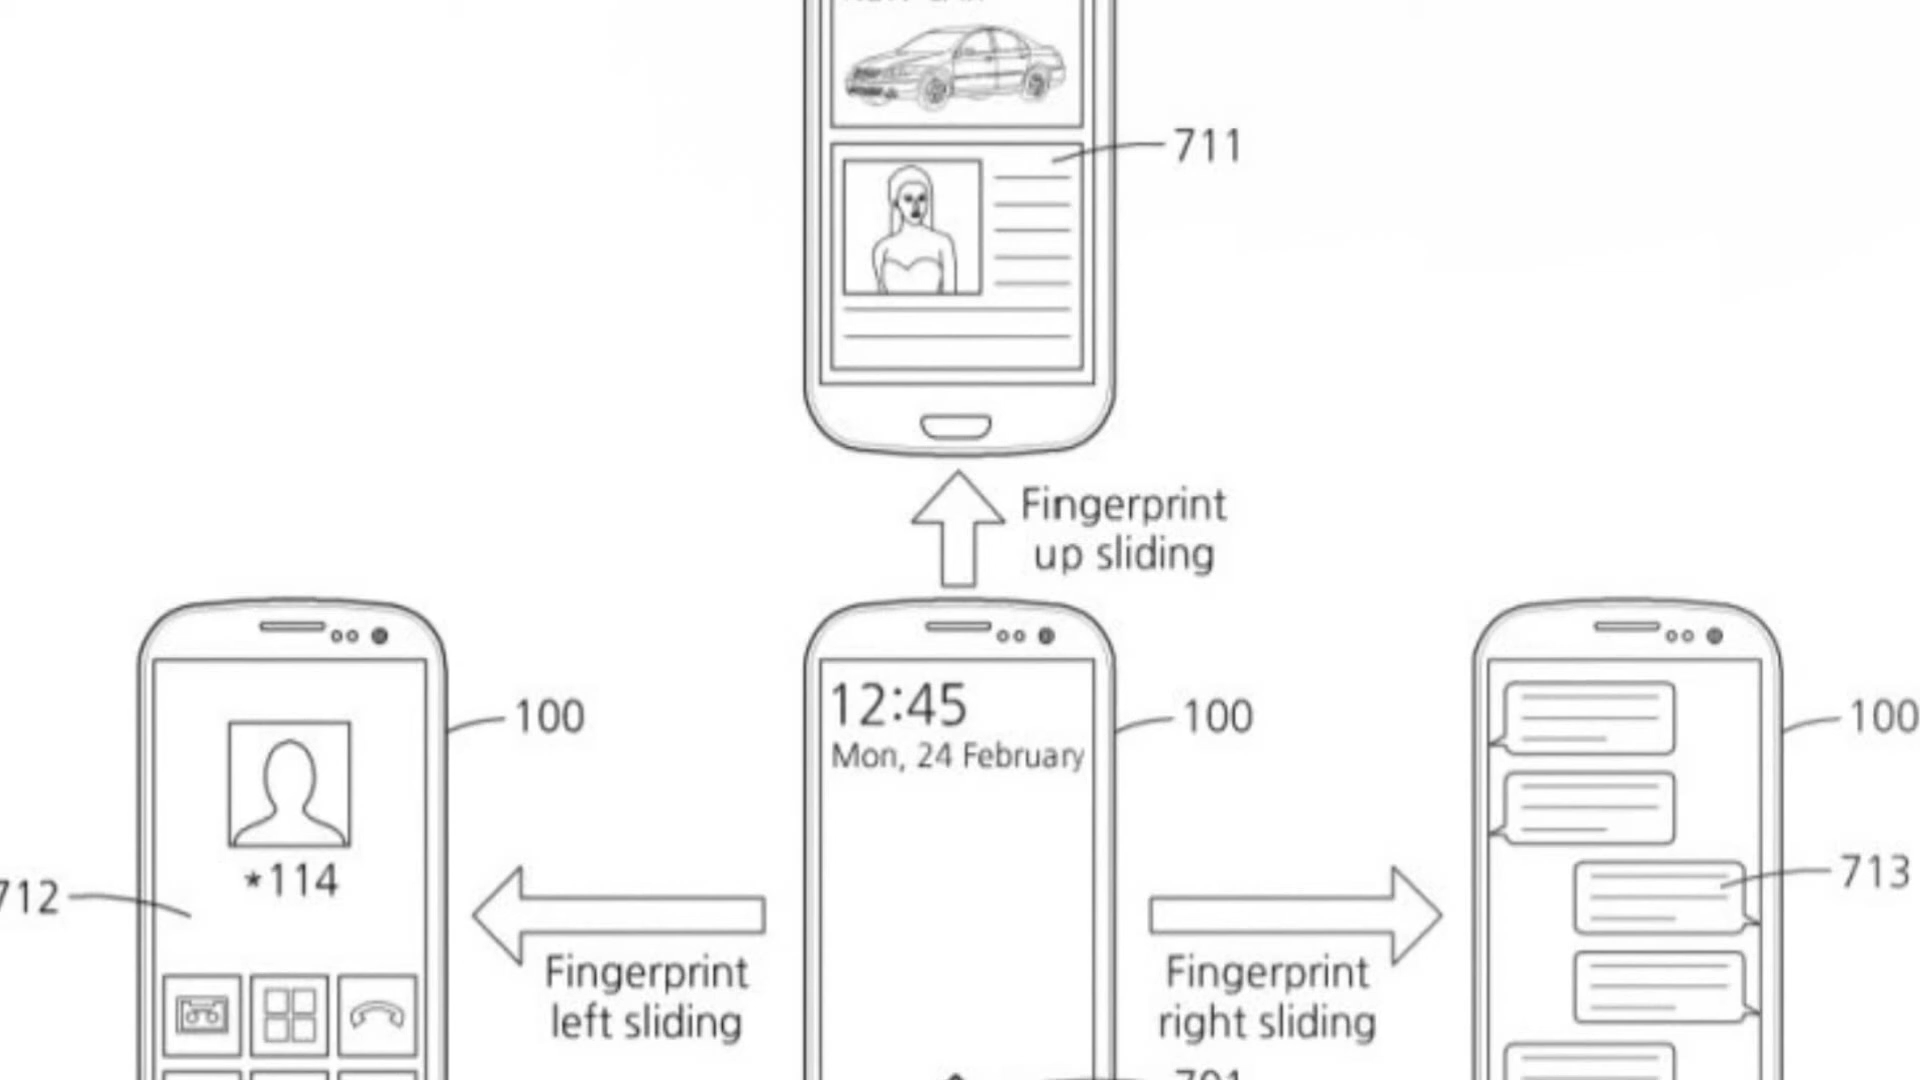 711
Fingerprint
up sliding
12:45
Mon, 24 February
100
100
100
*114
712
713
Fingerprint
left sliding
Fingerprint
right sliding